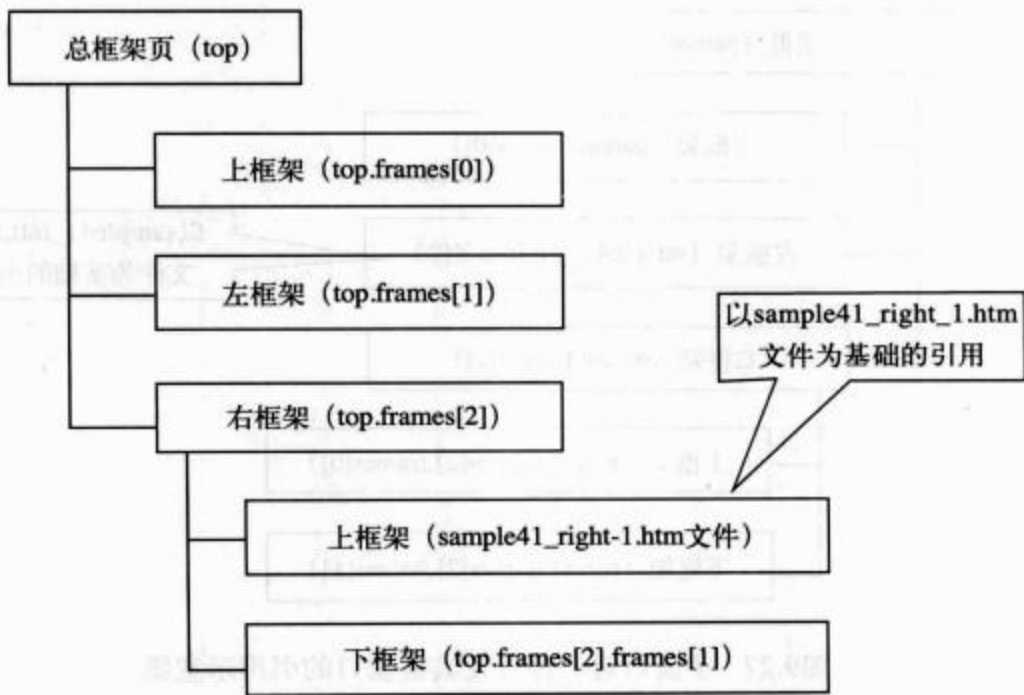 总框架页（top）
上框架（top.frames[0]）
左框架（top.frames[1]）
以sample41_right_1.htm
文件为基础的引用
右框架（top.frames[2]）
上框架（sample41_right-1.htm文件）
下框架（top.frames[2].frames[1]）